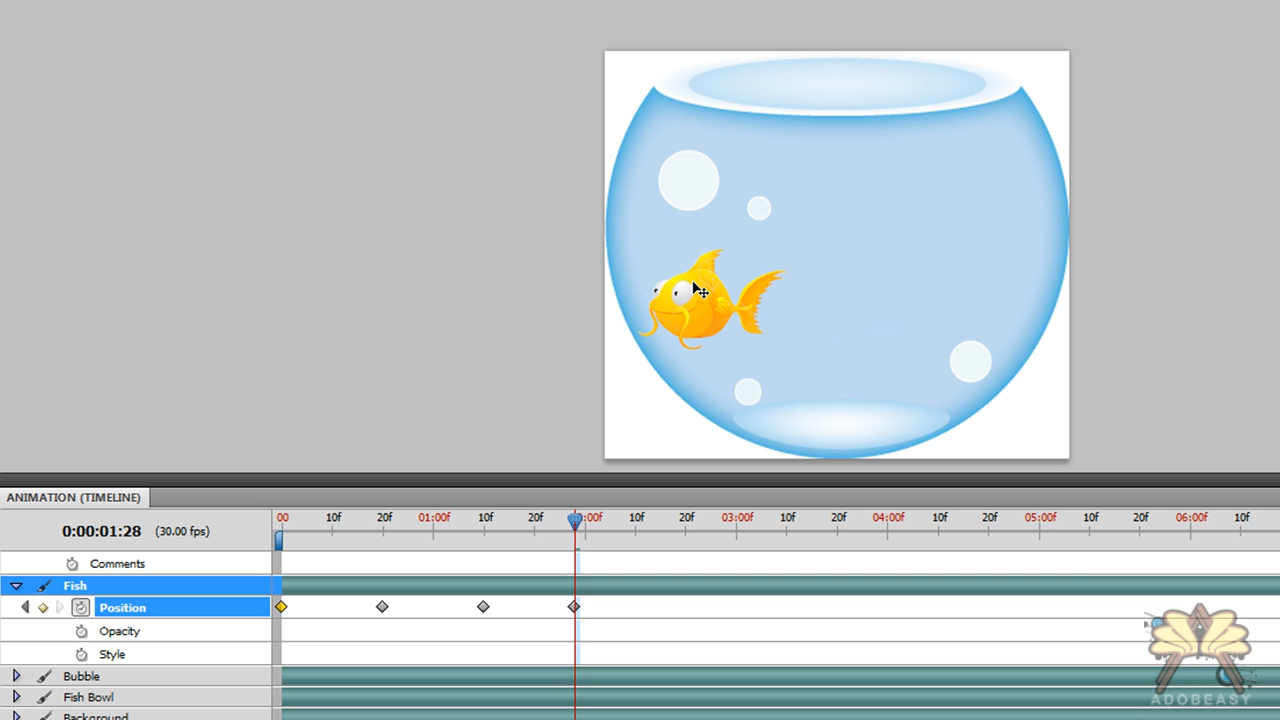 ANIMATION (TIMELINE)
0:00:01:28 (30.00 fps)
00 10f 20f 01:00f 10f 20f :00f 10f 20f 03:00f 10f 20f 04:00f 10f 20f 05:00f 10f 20f 06:00f 10f
Comments
Fish
Position
Opacity
Style
Bubble
Fish Bowl
Background
ADOBEASY